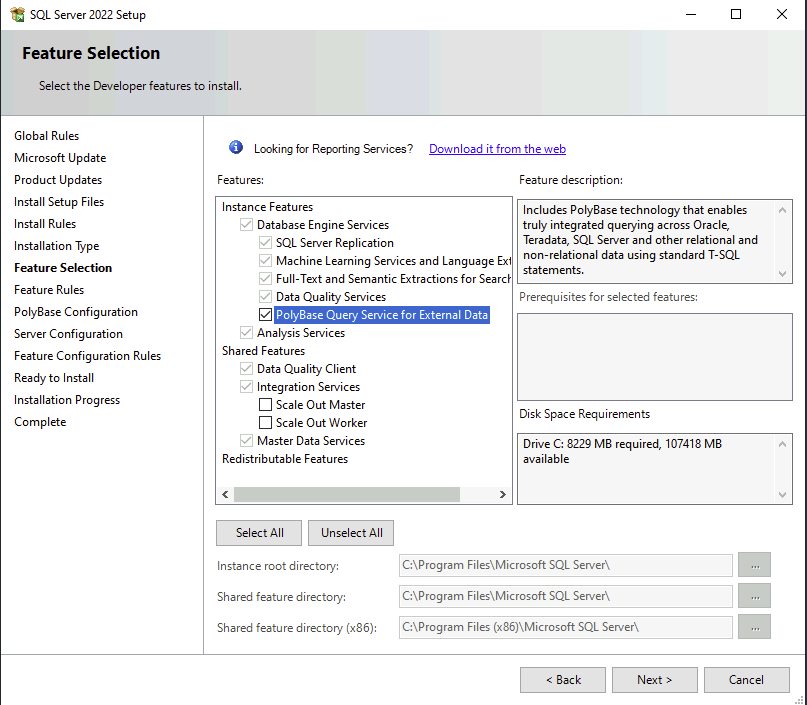 SQL Server 2022 Setup
Feature Selection
Select the Developer features to install.
Global Rules
Microsoft Update
Product Updates
Install Setup Files
Install Rules
Installation Type
Feature Selection
Feature Rules
PolyBase Configuration
Server Configuration
Feature Configuration Rules
Ready to Install
Installation Progress
Complete
Looking for Reporting Services? Download it from the web
Features:
Instance Features
Database Engine Services
SQL Server Replication
Machine Learning Services and Language Ext
Full-Text and Semantic Extractions for Search
Data Quality Services
PolyBase Query Service for External Data
Analysis Services
Shared Features
Data Quality Client
Integration Services
Scale Out Master
Scale Out Worker
Master Data Services
Redistributable Features
Feature description:
Includes PolyBase technology that enables
truly integrated querying across Oracle,
Teradata, SQL Server and other relational and
non-relational data using standard T-SQL
statements.
Prerequisites for selected features:
Disk Space Requirements
Drive C: 8229 MB required, 107418 MB
available
Select All
Unselect All
Instance root directory: C:\Program Files\Microsoft SQL Server\ ...
Shared feature directory: C:\Program Files\Microsoft SQL Server\ ...
Shared feature directory (x86): C:\Program Files (x86)\Microsoft SQL Server\ ...
< Back
Next >
Cancel